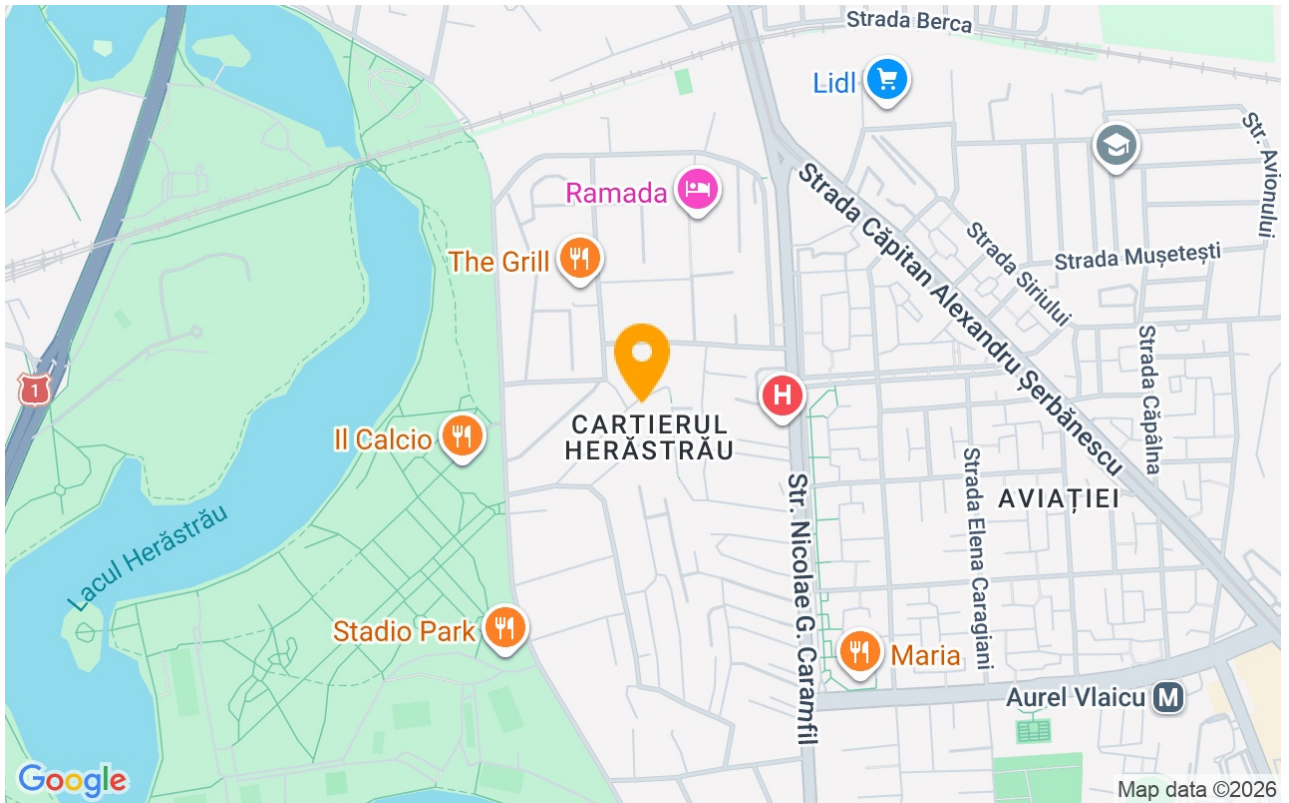 Strada Berca
Lidl
Str. Avionului
Ramada
Strada Căpitan Alexandru Șerbănescu
The Grill
Strada Siriului
Strada Mușetești
1
H
Strada Căpâlna
CARTIERUL
HERĂSTRĂU
Il Calcio
Str. Nicolae G. Caramfil
Strada Elena Caragiani
AVIAȚIEI
Lacul Herăstrău
Stadio Park
Maria
Aurel Vlaicu M
Google
Map data ©2026